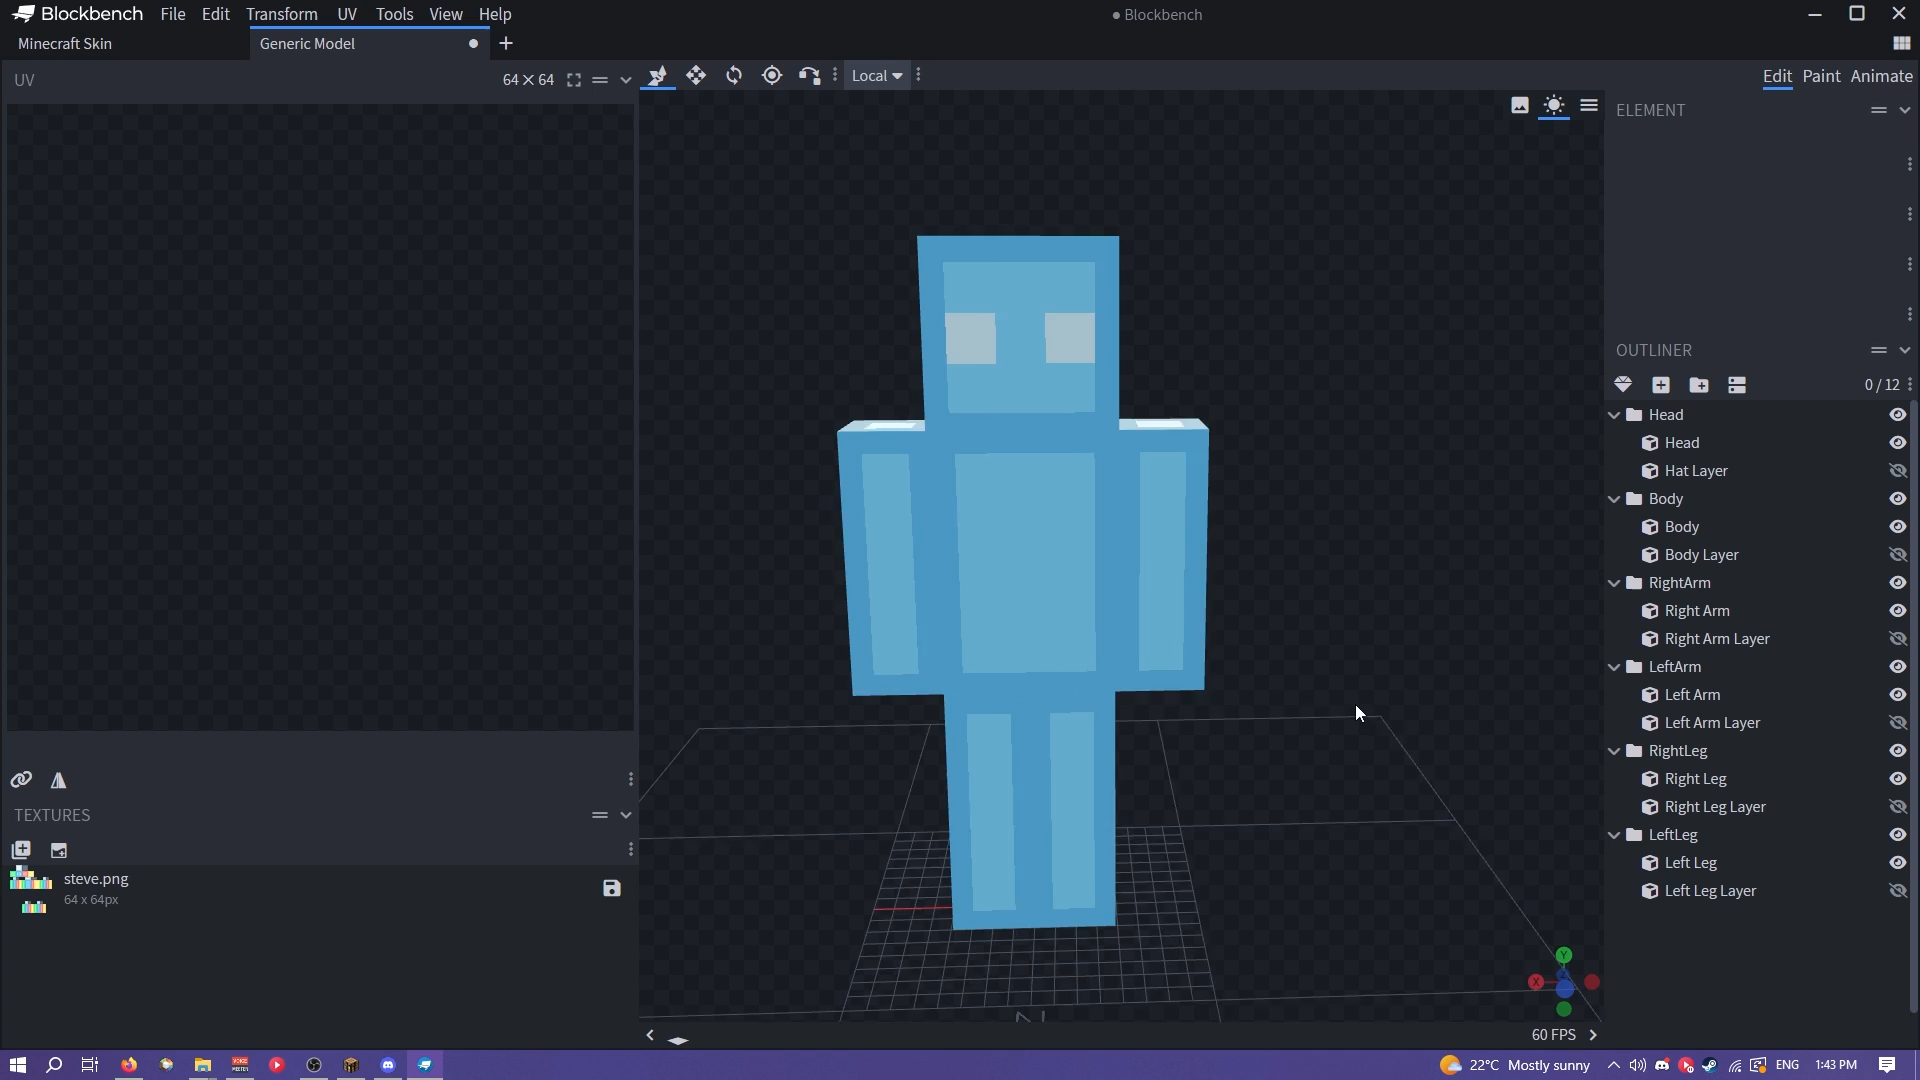 Blockbench File Edit Transform UV Tools View Help
● Blockbench
Minecraft Skin
Generic Model
UV
64×64
Local
Edit Paint Animate
ELEMENT
OUTLINER
0 / 12
Head
Head
Hat Layer
Body
Body
Body Layer
RightArm
Right Arm
Right Arm Layer
LeftArm
Left Arm
Left Arm Layer
RightLeg
Right Leg
Right Leg Layer
LeftLeg
Left Leg
Left Leg Layer
TEXTURES
steve.png
64 x 64px
Y
X
Z
60 FPS
22°C Mostly sunny
ENG
1:43 PM